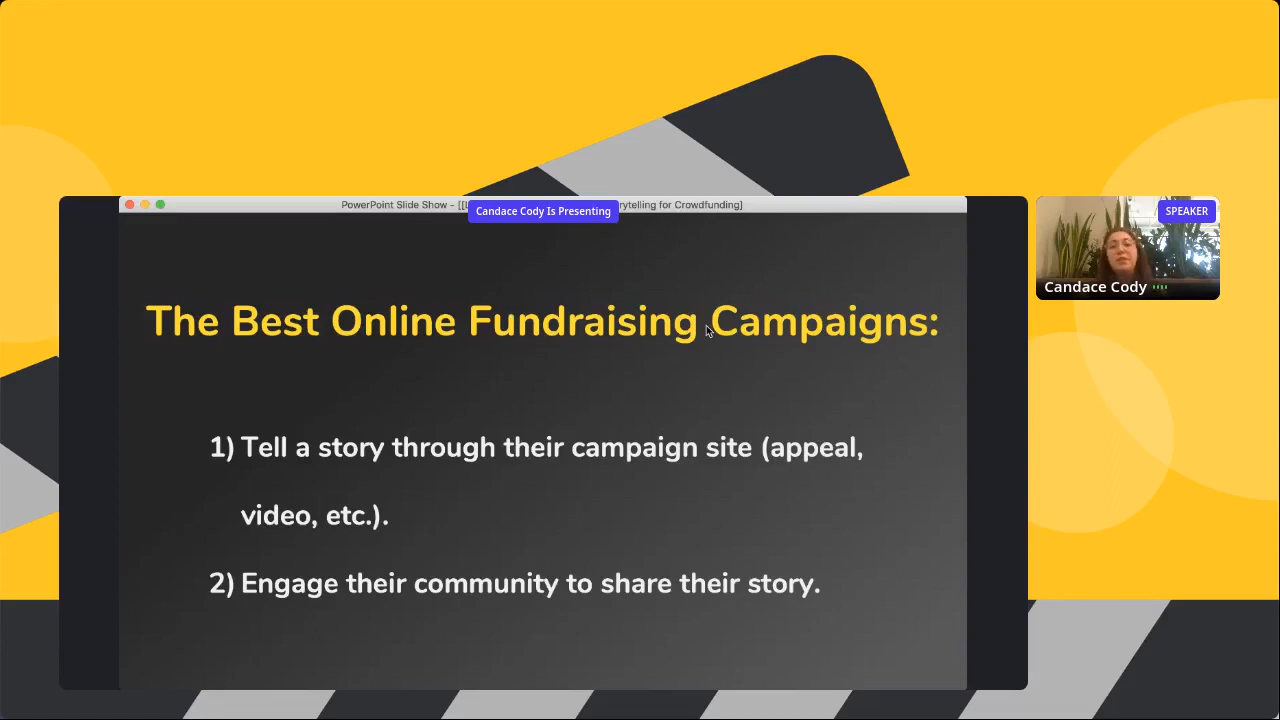 PowerPoint Slide Show - [[L
Candace Cody Is Presenting
rytelling for Crowdfunding]
SPEAKER
Candace Cody
The Best Online Fundraising Campaigns:
1) Tell a story through their campaign site (appeal,
video, etc.).
2) Engage their community to share their story.